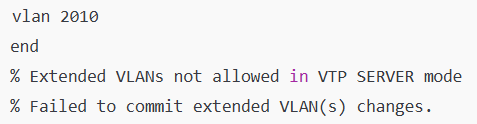 vlan 2010
end
% Extended VLANs not allowed in VTP SERVER mode
% Failed to commit extended VLAN(s) changes.